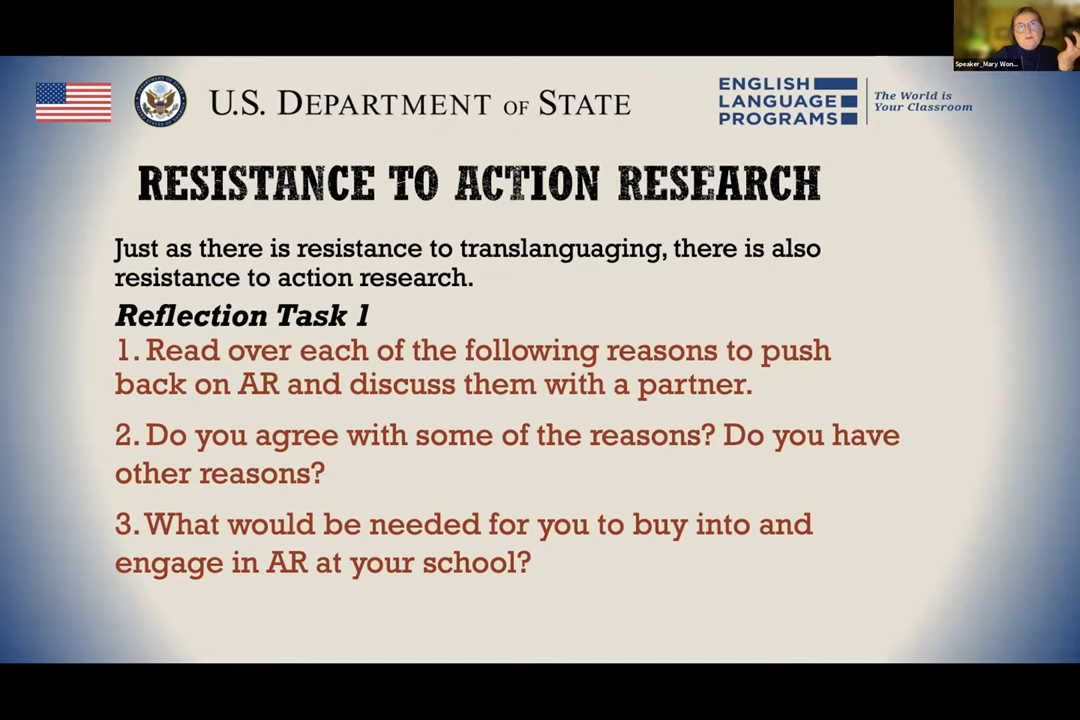 Speaker_Mary Won...
U.S. DEPARTMENT OF STATE
ENGLISH
LANGUAGE
PROGRAMS
The World is
Your Classroom
RESISTANCE TO ACTION RESEARCH
Just as there is resistance to translanguaging, there is also
resistance to action research.
Reflection Task 1
1. Read over each of the following reasons to push
back on AR and discuss them with a partner.
2. Do you agree with some of the reasons? Do you have
other reasons?
3. What would be needed for you to buy into and
engage in AR at your school?